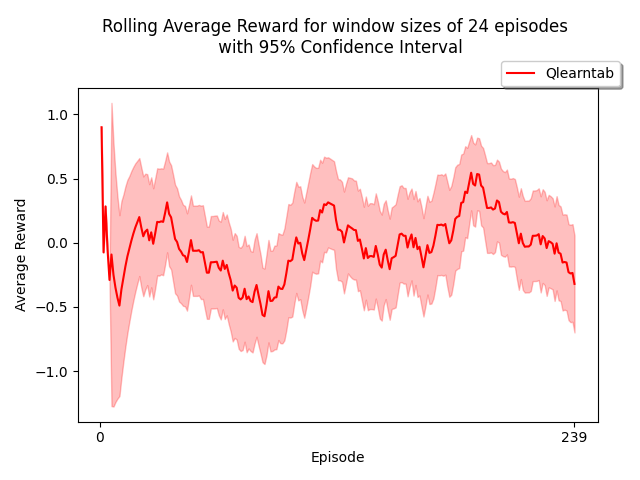 Rolling Average Reward for window sizes of 24 episodes
with 95% Confidence Interval
Qlearntab
1.0
0.5
0.0
−0.5
−1.0
Average Reward
0
239
Episode